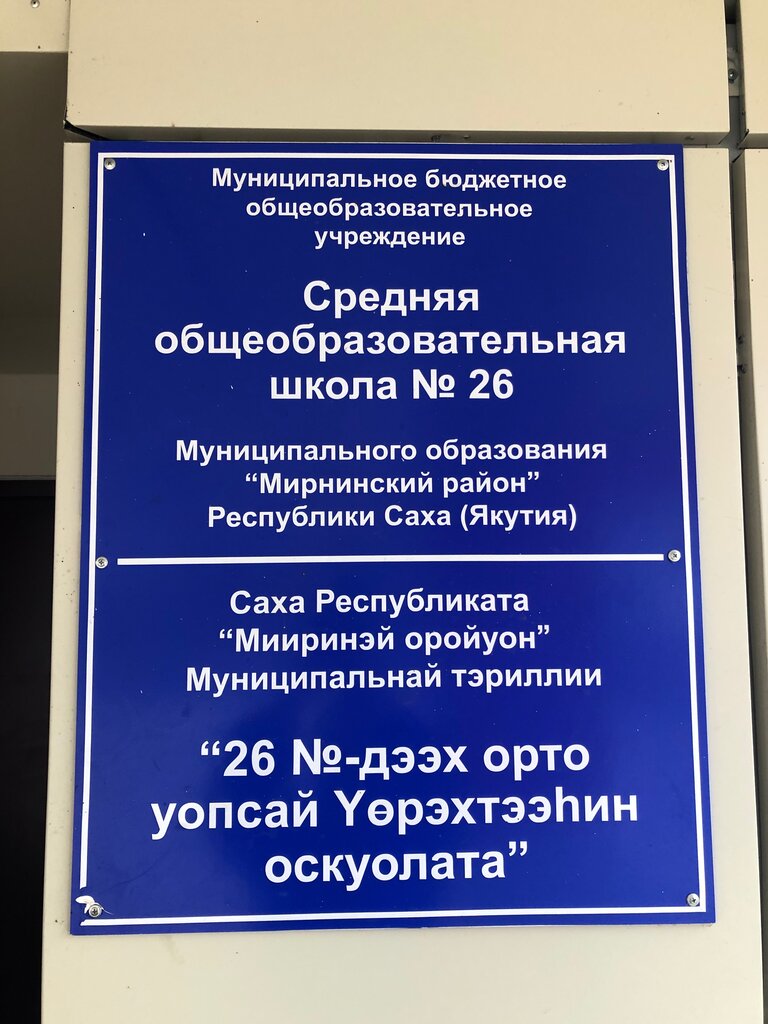 Муниципальное бюджетное
общеобразовательное
учреждение
Средняя
общеобразовательная
школа № 26
Муниципального образования
“Мирнинский район”
Республики Саха (Якутия)
Саха Республиката
“Мииринэй оройуон”
Муниципальнай тэриллии
“26 №-дээх орто
уопсай Үөрэхтээһин
оскуолата”